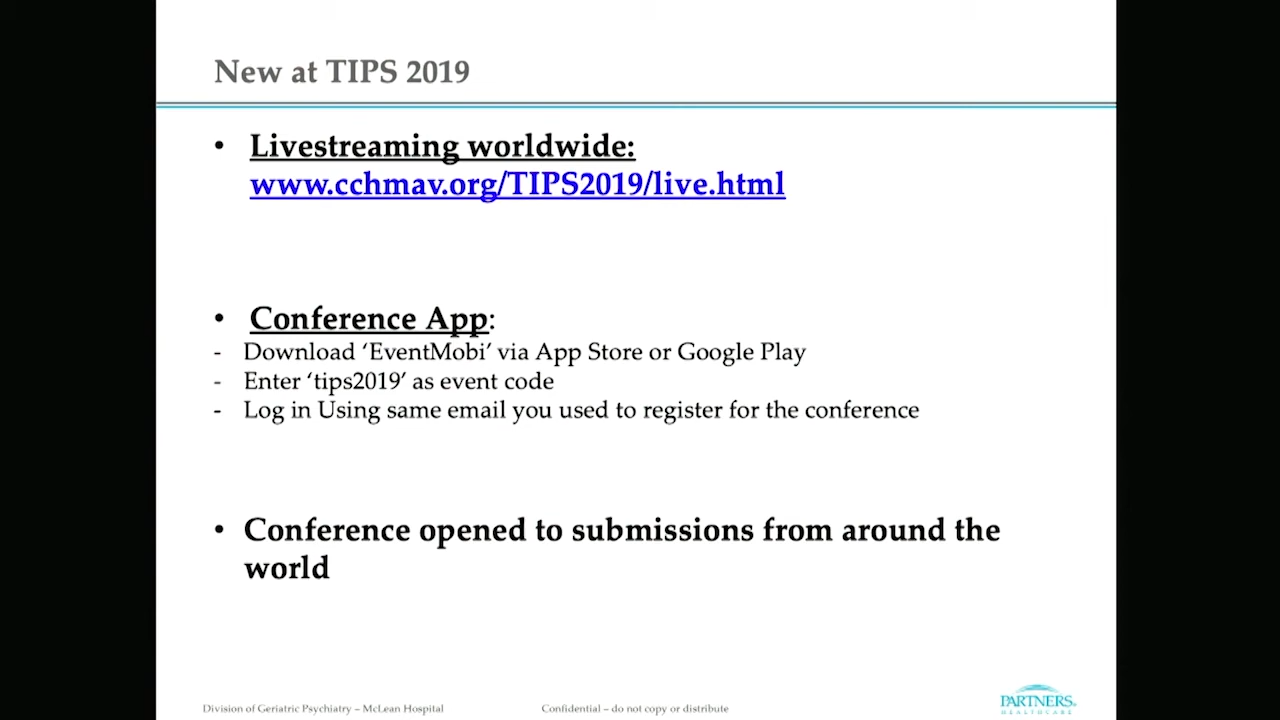 New at TIPS 2019
• Livestreaming worldwide:
www.cchmav.org/TIPS2019/live.html
• Conference App:
- Download ‘EventMobi’ via App Store or Google Play
- Enter ‘tips2019’ as event code
- Log in Using same email you used to register for the conference
• Conference opened to submissions from around the
world
Division of Geriatric Psychiatry – McLean Hospital
Confidential – do not copy or distribute
PARTNERS.
HEALTHCARE